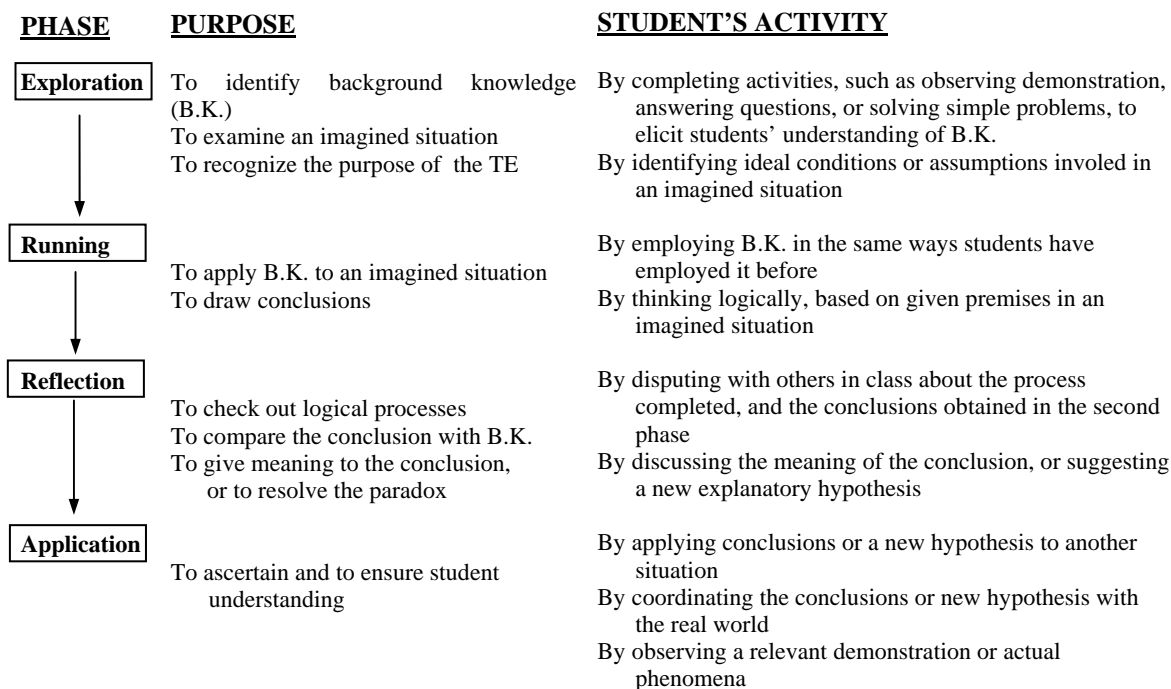 PHASE
PURPOSE
STUDENT'S ACTIVITY
Exploration
To identify background knowledge
(B.K.)
To examine an imagined situation
To recognize the purpose of the TE
By completing activities, such as observing demonstration,
answering questions, or solving simple problems, to
elicit students' understanding of B.K.
By identifying ideal conditions or assumptions involed in
an imagined situation
Running
To apply B.K. to an imagined situation
To draw conclusions
By employing B.K. in the same ways students have
employed it before
By thinking logically, based on given premises in an
imagined situation
Reflection
To check out logical processes
To compare the conclusion with B.K.
To give meaning to the conclusion,
or to resolve the paradox
By disputing with others in class about the process
completed, and the conclusions obtained in the second
phase
By discussing the meaning of the conclusion, or suggesting
a new explanatory hypothesis
Application
To ascertain and to ensure student
understanding
By applying conclusions or a new hypothesis to another
situation
By coordinating the conclusions or new hypothesis with
the real world
By observing a relevant demonstration or actual
phenomena